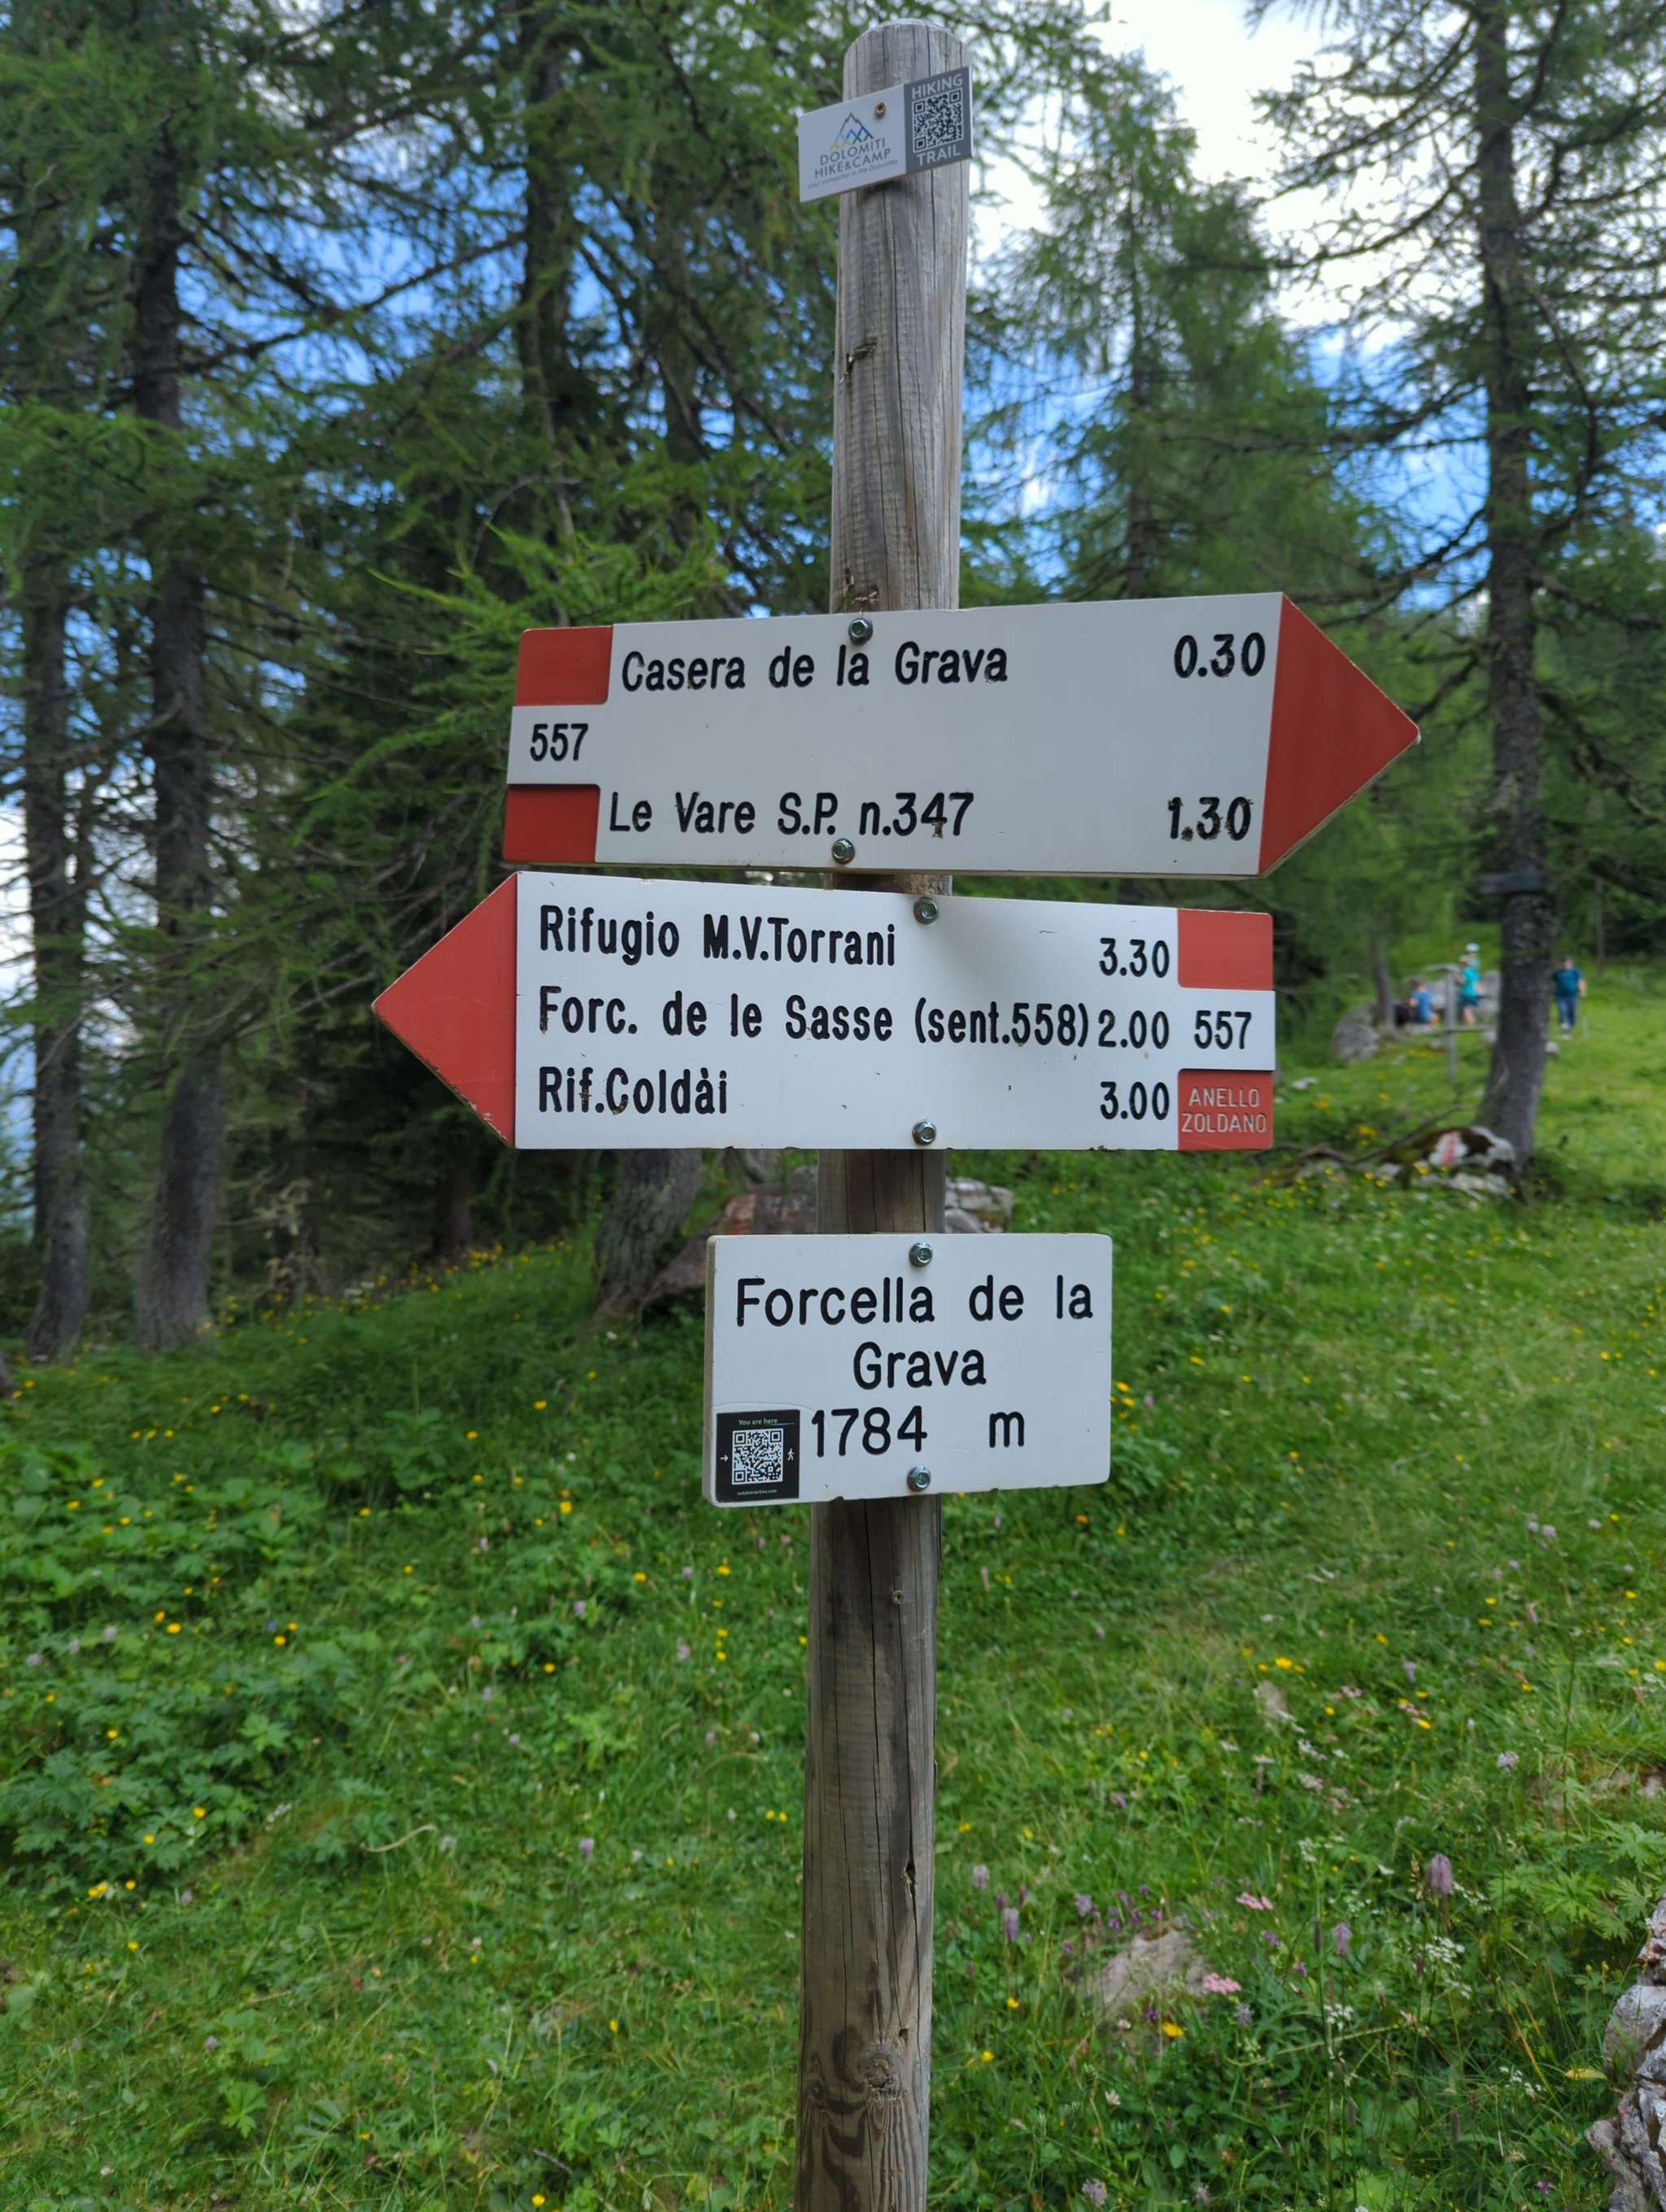 HIKING
DOLOMITI
HIKE&CAMP
TRAIL
Casera de la Grava 0.30
557
Le Vare S.P. n.347 1.30
Rifugio M.V.Torrani 3.30
Forc. de le Sasse (sent.558) 2.00 557
Rif.Coldài 3.00
ANELLO
ZOLDANO
Forcella de la
Grava
1784 m
You are here